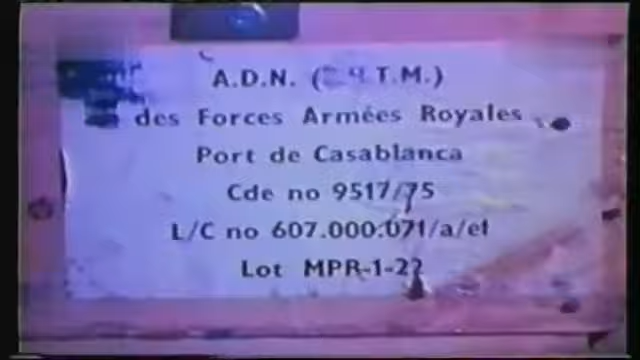 A.D.N. ( .T.M.)
des Forces Armées Royales
Port de Casablanca
Cde no 9517/75
L/C no 607.000.071/a/et
Lot MPR-1-22